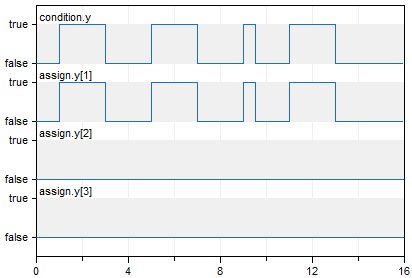 condition.y
true
false
assign.y[1]
true
false
assign.y[2]
true
false
assign.y[3]
true
false
0 4 8 12 16